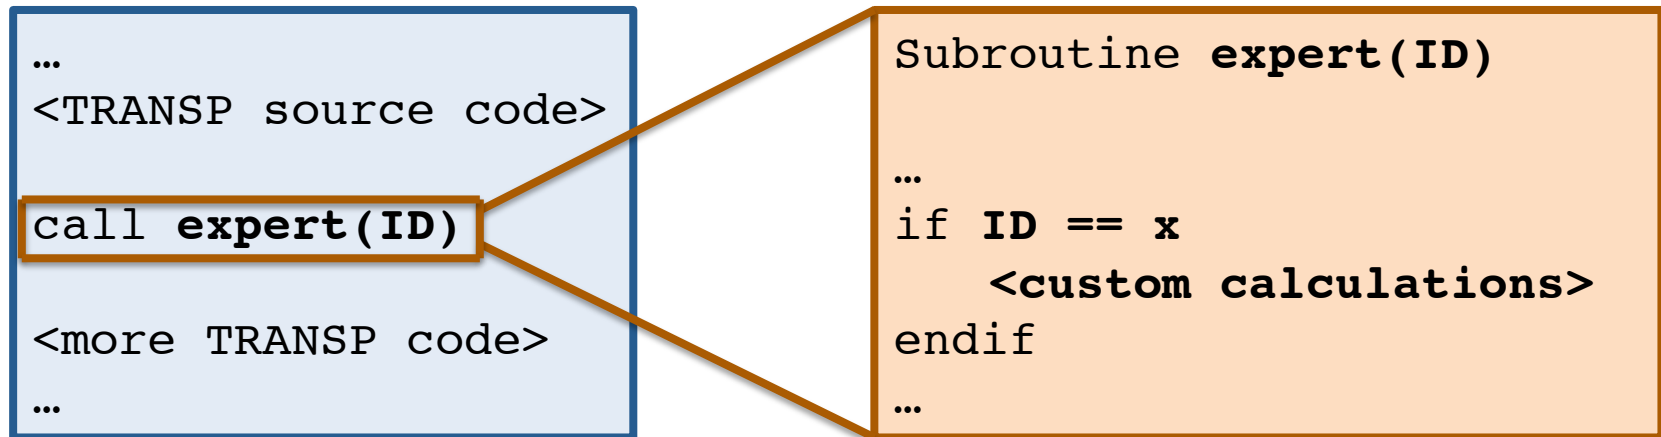 …
<TRANSP source code>
call expert(ID)
<more TRANSP code>
…
Subroutine expert(ID)
…
if ID == x
<custom calculations>
endif
…